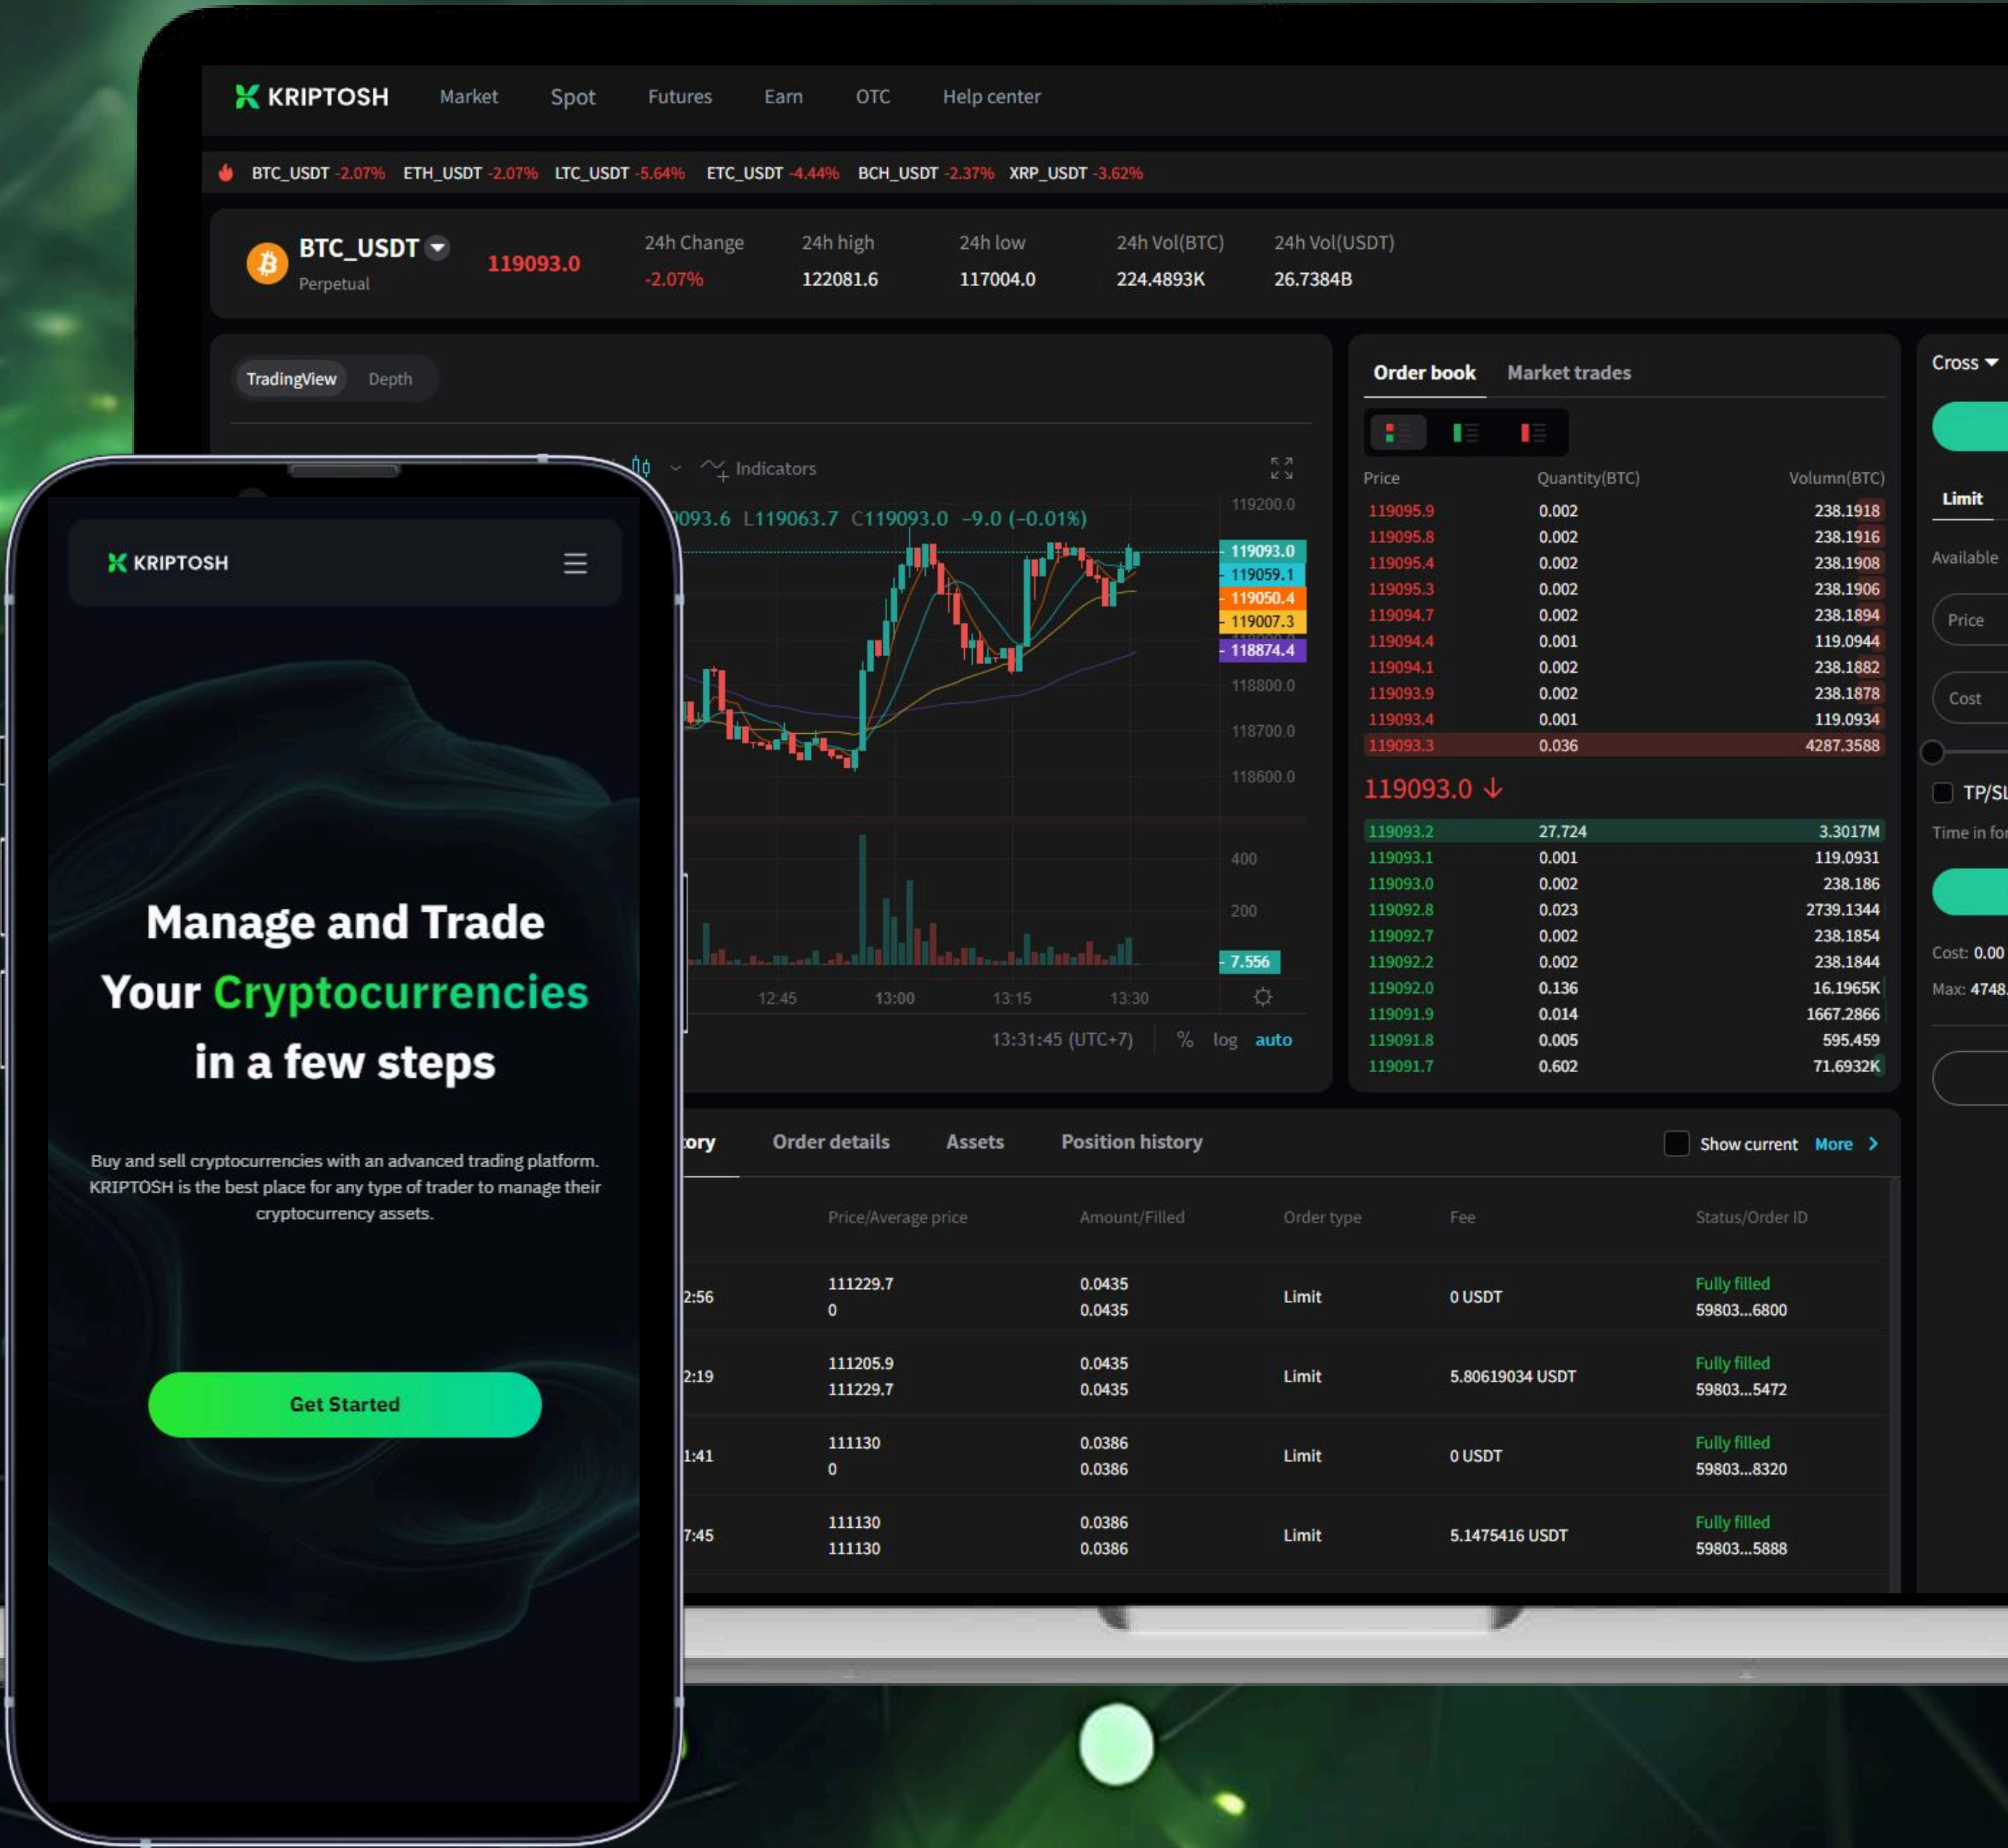 KRIPTOSH Market Spot Futures Earn OTC Help center
BTC_USDT -2.07% ETH_USDT -2.07% LTC_USDT -5.64% ETC_USDT -4.44% BCH_USDT -2.37% XRP_USDT -3.62%
BTC_USDT
Perpetual
119093.0
24h Change 24h high 24h low 24h Vol(BTC) 24h Vol(USDT)
-2.07% 122081.6 117004.0 224.4893K 26.7384B
TradingView Depth
Indicators
093.6 L119063.7 C119093.0 -9.0 (-0.01%)
119200.0
119093.0
119059.1
119050.4
119007.3
118874.4
118800.0
118700.0
118600.0
400
200
7.556
12:45 13:00 13:15 13:30
13:31:45 (UTC+7) % log auto
Order book Market trades
Price Quantity(BTC) Volumn(BTC)
119095.9 0.002 238.1918
119095.8 0.002 238.1916
119095.4 0.002 238.1908
119095.3 0.002 238.1906
119094.7 0.002 238.1894
119094.4 0.001 119.0944
119094.1 0.002 238.1882
119093.9 0.002 238.1878
119093.4 0.001 119.0934
119093.3 0.036 4287.3588
119093.0 ↓
119093.2 27.724 3.3017M
119093.1 0.001 119.0931
119093.0 0.002 238.186
119092.8 0.023 2739.1344
119092.7 0.002 238.1854
119092.2 0.002 238.1844
119092.0 0.136 16.1965K
119091.9 0.014 1667.2866
119091.8 0.005 595.459
119091.7 0.602 71.6932K
Cross
Limit
Available
Price
Cost
TP/SL
Time in for
Cost: 0.00
Max: 4748.
ory Order details Assets Position history Show current More >
Price/Average price Amount/Filled Order type Fee Status/Order ID
2:56 111229.7 0.0435 Limit 0 USDT Fully filled
0 0.0435 59803...6800
2:19 111205.9 0.0435 Limit 5.80619034 USDT Fully filled
111229.7 0.0435 59803...5472
1:41 111130 0.0386 Limit 0 USDT Fully filled
0 0.0386 59803...8320
7:45 111130 0.0386 Limit 5.1475416 USDT Fully filled
111130 0.0386 59803...5888
KRIPTOSH
Manage and Trade
Your Cryptocurrencies
in a few steps
Buy and sell cryptocurrencies with an advanced trading platform.
KRIPTOSH is the best place for any type of trader to manage their
cryptocurrency assets.
Get Started